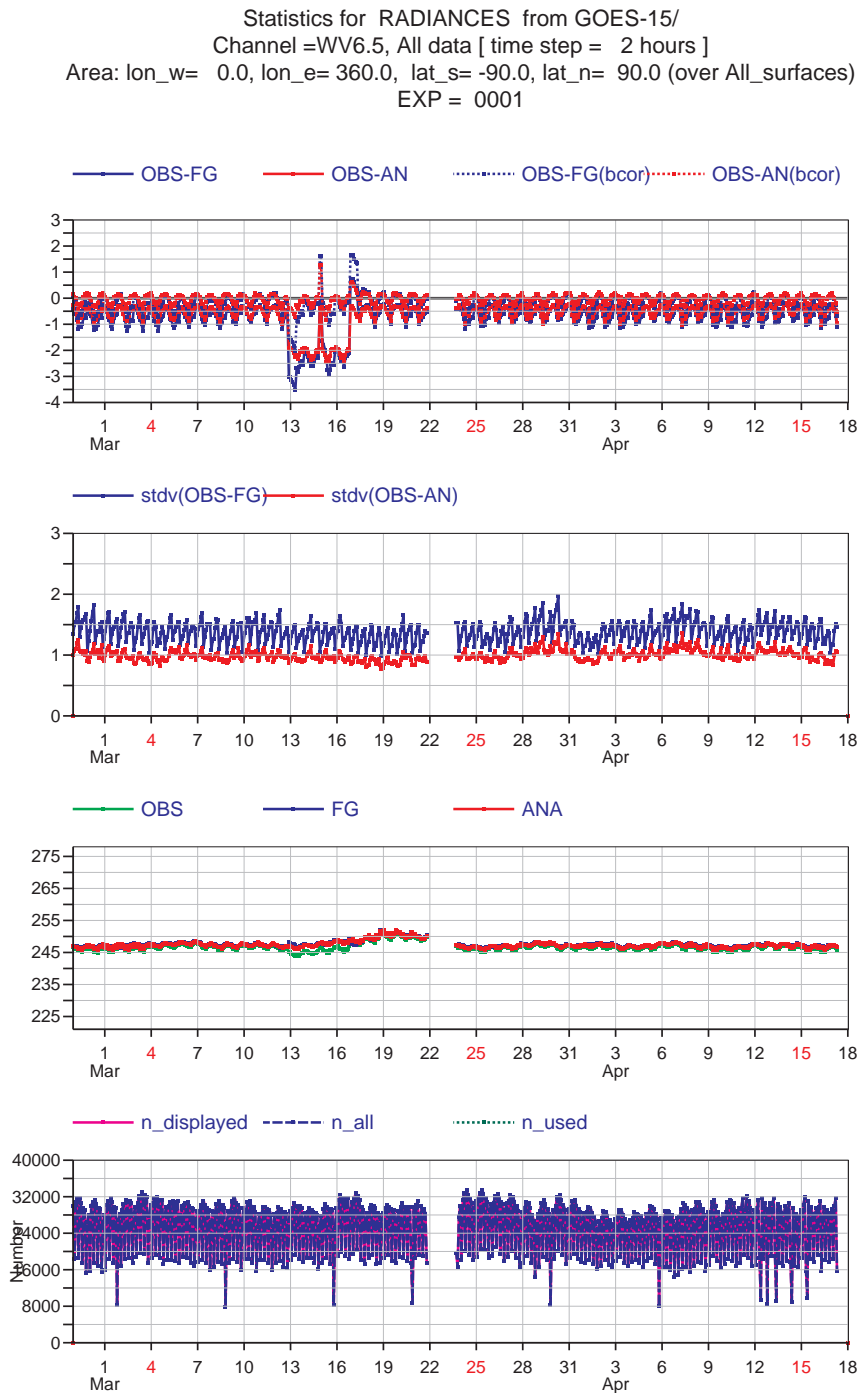 Statistics for RADIANCES from GOES-15/
Channel =WV6.5, All data [ time step = 2 hours ]
Area: lon_w= 0.0, lon_e= 360.0, lat_s= -90.0, lat_n= 90.0 (over All_surfaces)
EXP = 0001
OBS-FG OBS-AN OBS-FG(bcor) OBS-AN(bcor)
3
2
1
0
-1
-2
-3
-4
1 4 7 10 13 16 19 22 25 28 31 3 6 9 12 15 18
Mar Apr
stdv(OBS-FG) stdv(OBS-AN)
3
2
1
0
1 4 7 10 13 16 19 22 25 28 31 3 6 9 12 15 18
Mar Apr
OBS FG ANA
275
265
255
245
235
225
1 4 7 10 13 16 19 22 25 28 31 3 6 9 12 15 18
Mar Apr
n_displayed n_all n_used
40000
32000
24000
16000
8000
0
Number
1 4 7 10 13 16 19 22 25 28 31 3 6 9 12 15 18
Mar Apr